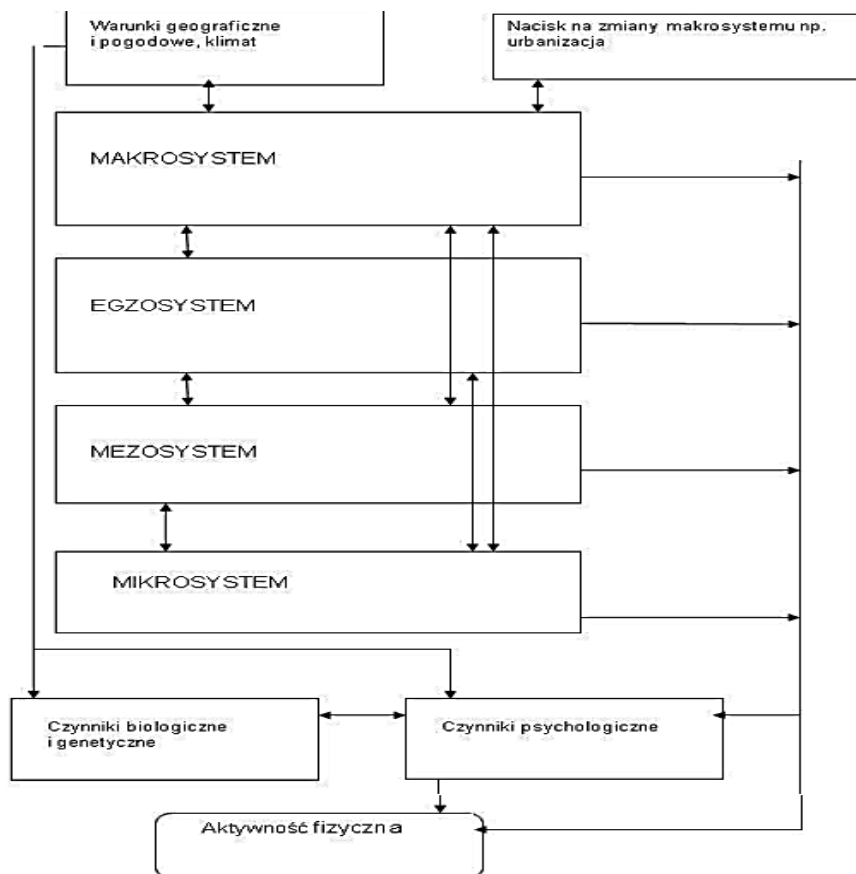 Warunki geograficzne
i pogodowe, klimat
Nacisk na zmiany makrosystemu np.
urbanizacja
MAKROSYSTEM
EGZOSYSTEM
MEZOSYSTEM
MIKROSYSTEM
Czynniki biologiczne
i genetyczne
Czynniki psychologiczne
Aktywność fizyczna